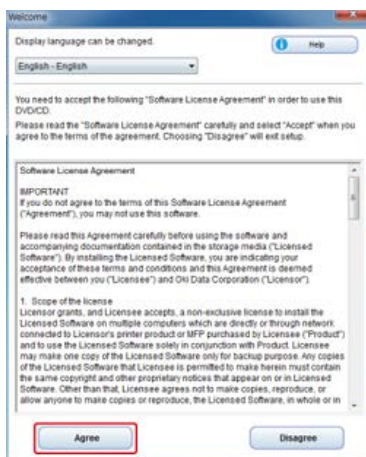 Welcome
Display language can be changed.
Help
English - English
You need to accept the following "Software License Agreement" in order to use this
DVD/CD.
Please read the "Software License Agreement" carefully and select "Accept" when you
agree to the terms of the agreement. Choosing "Disagree" will exit setup.
Software License Agreement
IMPORTANT
If you do not agree to the terms of this Software License Agreement
("Agreement"), you may not use this software.
Please read this Agreement carefully before using the software and
accompanying documentation contained in the storage media ("Licensed
Software"). By installing the Licensed Software, you are indicating your
acceptance of these terms and conditions and this Agreement is deemed
effective between you ("Licensee") and Oki Data Corporation ("Licensor").
1. Scope of the license
Licensor grants, and Licensee accepts, a non-exclusive license to install the
Licensed Software on multiple computers which are directly or through network
connected to Licensor's printer product or MFP purchased by Licensee ("Product")
and to use the Licensed Software solely in conjunction with Product. Licensee
may make one copy of the Licensed Software only for backup purpose. Any copies
of the Licensed Software that Licensee is permitted to make herein must contain
the same copyright and other proprietary notices that appear on or in Licensed
Software. Other than that, Licensee agrees not to make copies, reproduce, or
allow anyone to make copies or reproduce, the Licensed Software, in whole or in
Agree
Disagree